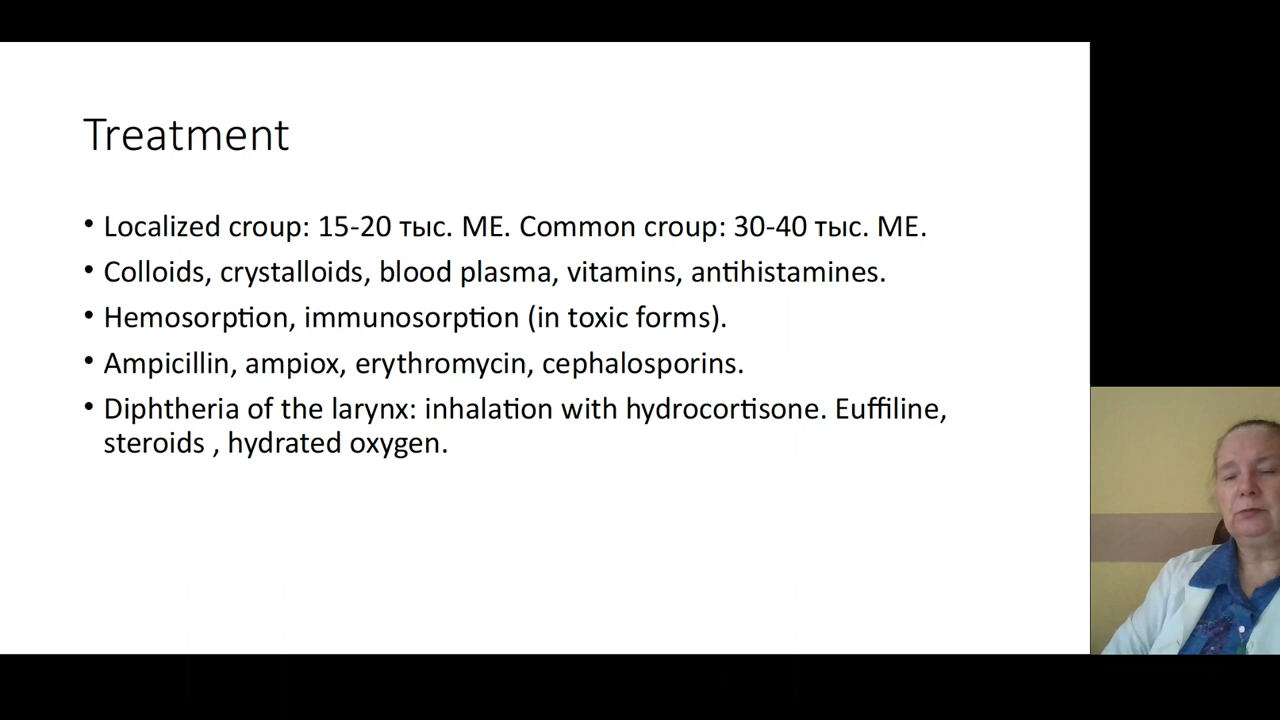 Treatment
• Localized croup: 15-20 тыс. МЕ. Common croup: 30-40 тыс. МЕ.
• Colloids, crystalloids, blood plasma, vitamins, antihistamines.
• Hemosorption, immunosorption (in toxic forms).
• Ampicillin, ampiox, erythromycin, cephalosporins.
• Diphtheria of the larynx: inhalation with hydrocortisone. Euffiline,
steroids , hydrated oxygen.